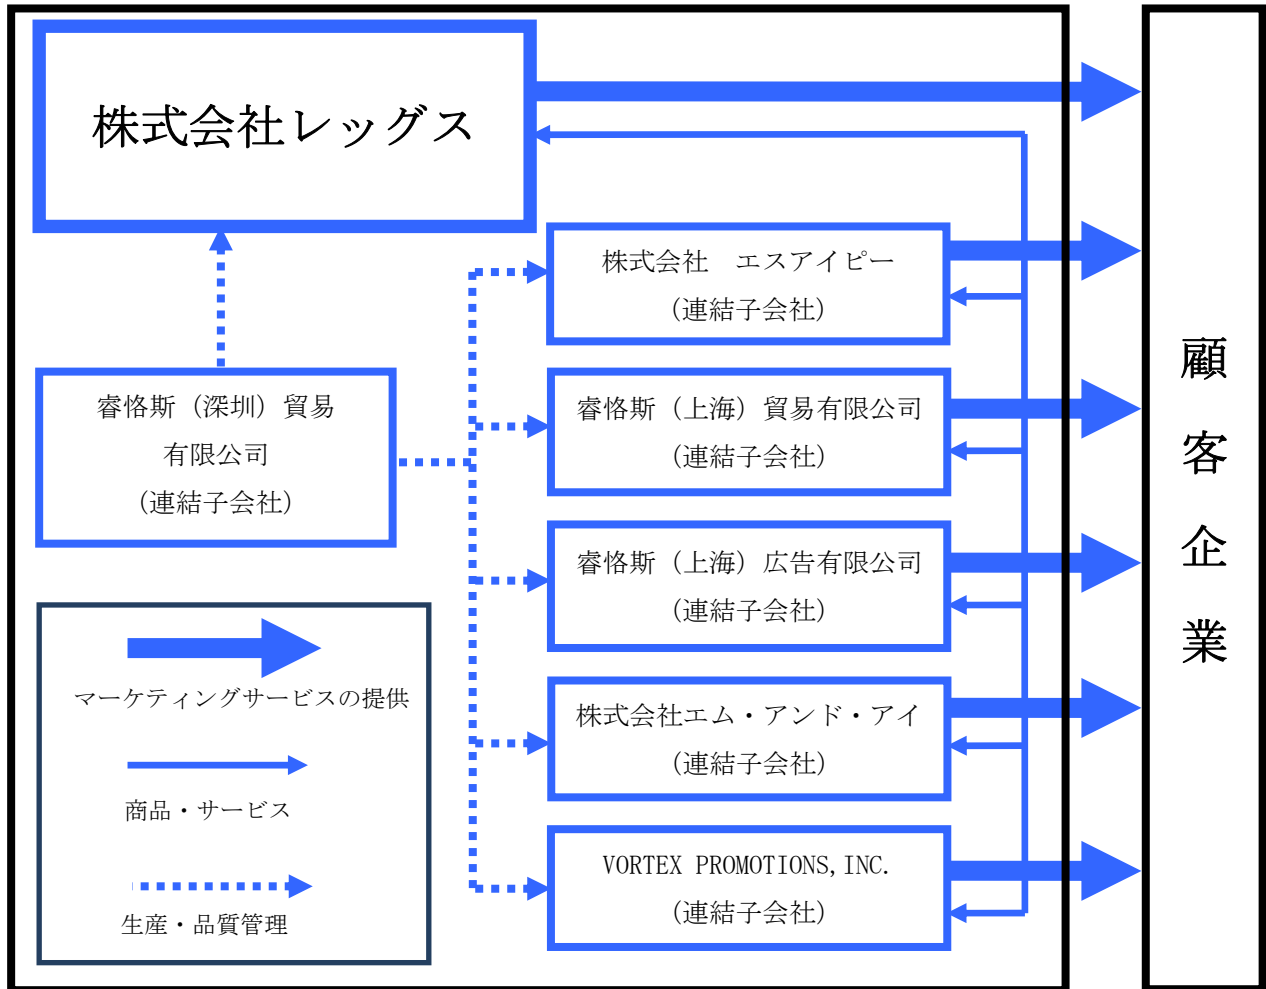 株式会社レッグス
株式会社　エスアイピー
（連結子会社）
睿恪斯（深圳）貿易
有限公司
（連結子会社）
睿恪斯（上海）貿易有限公司
（連結子会社）
睿恪斯（上海）広告有限公司
（連結子会社）
株式会社エム・アンド・アイ
（連結子会社）
VORTEX PROMOTIONS,INC.
（連結子会社）
マーケティングサービスの提供
商品・サービス
生産・品質管理
顧客企業